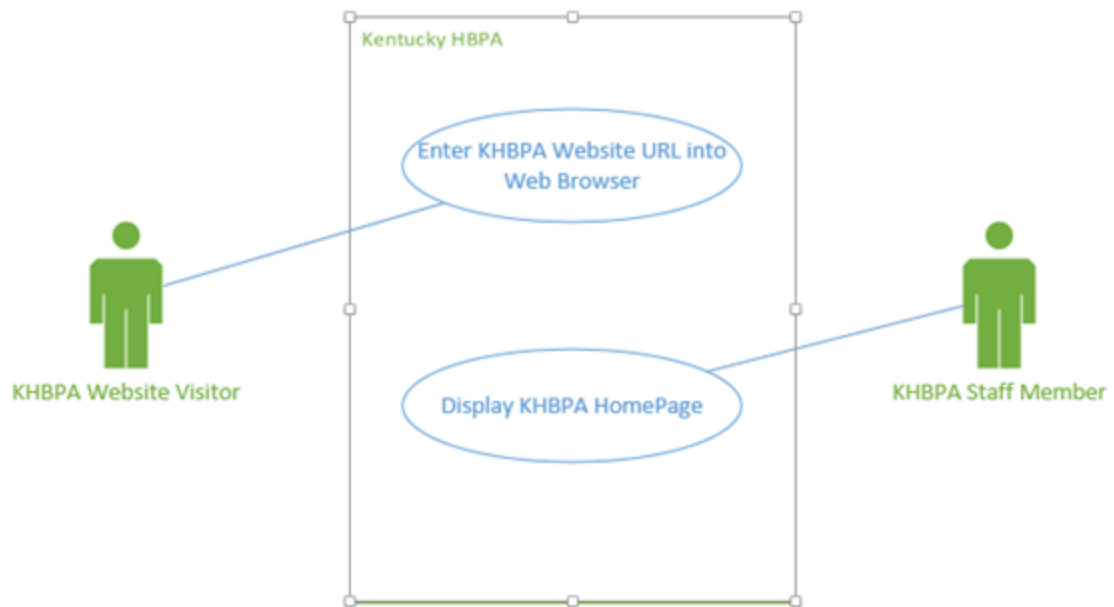 Kentucky HBPA
Enter KHBPA Website URL into
Web Browser
KHBPA Website Visitor
KHBPA Staff Member
Display KHBPA HomePage